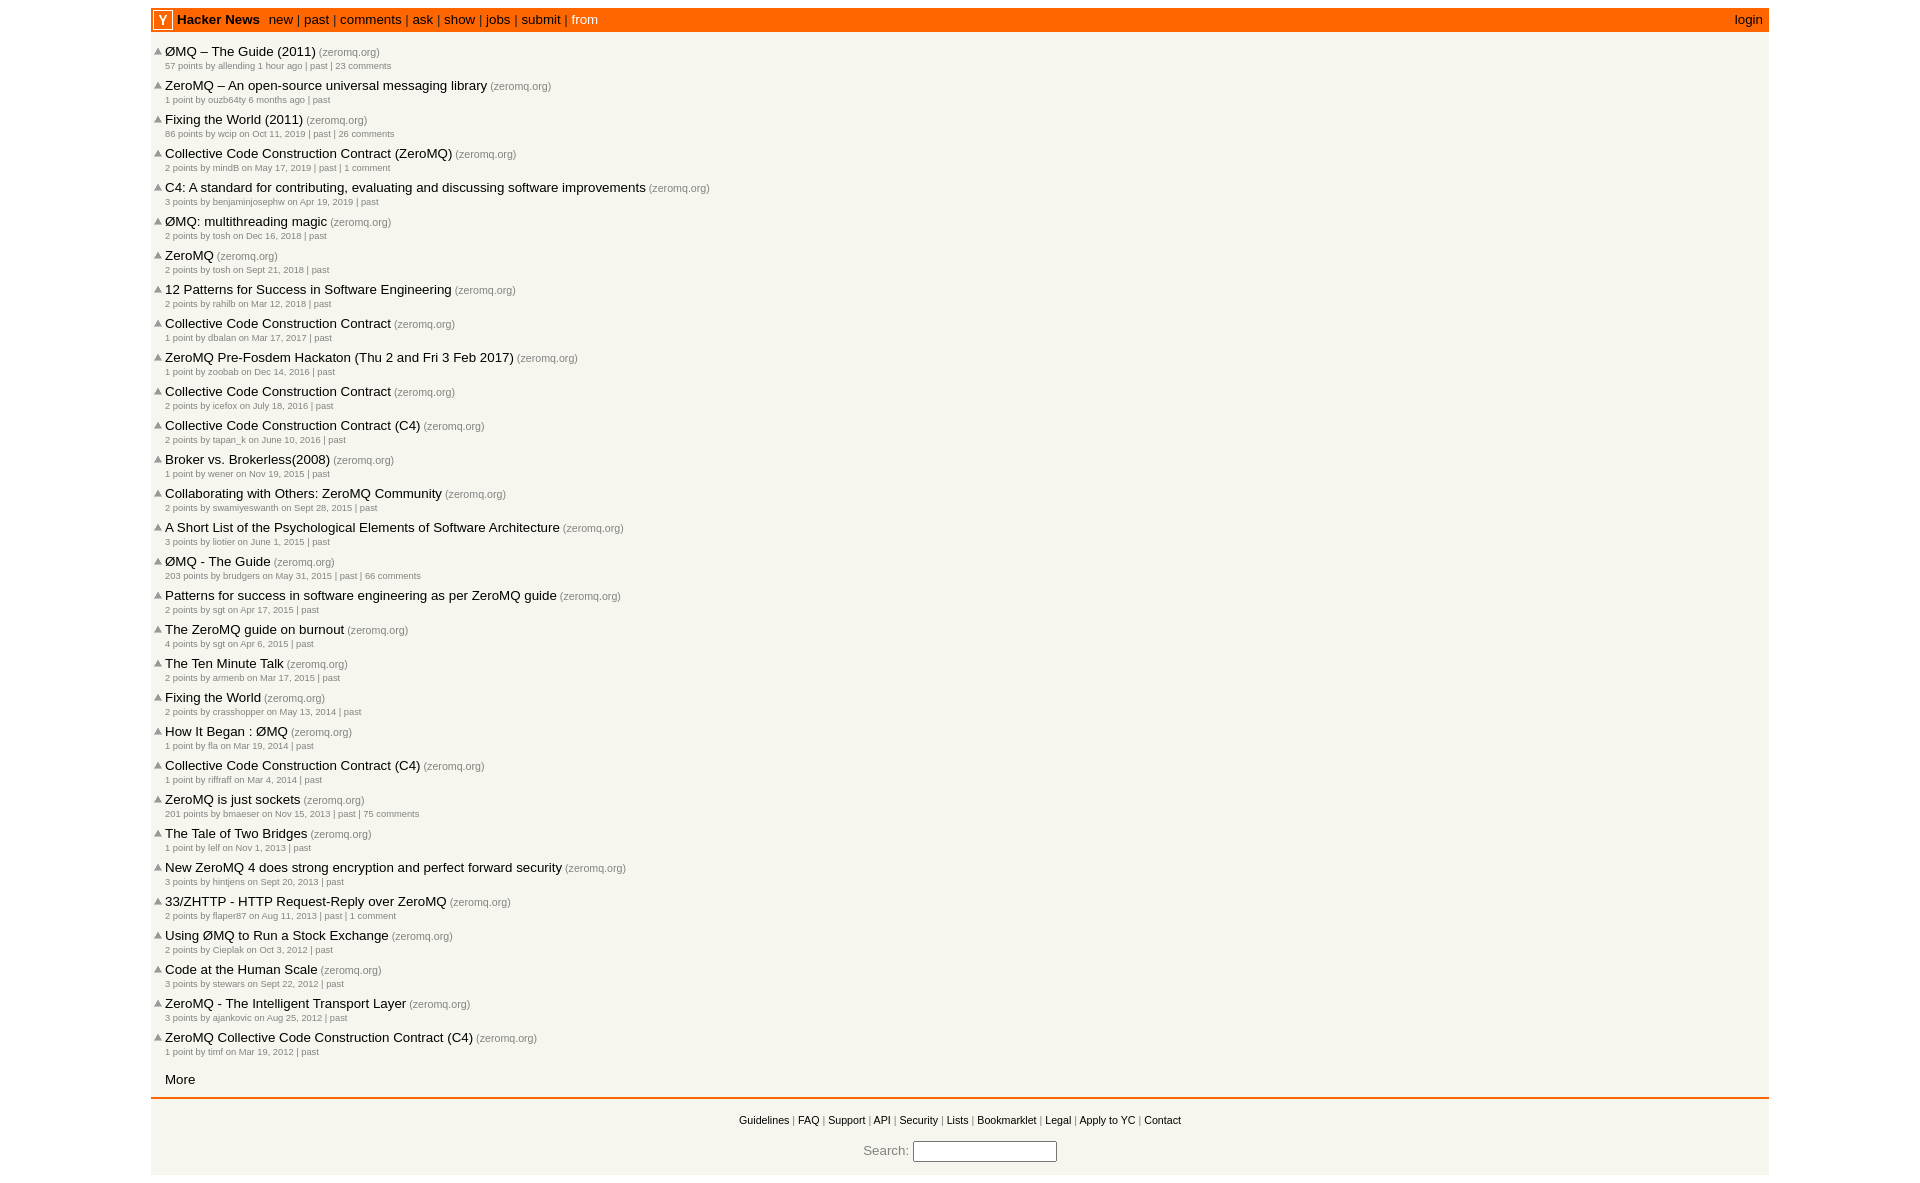 Y Hacker News new | past | comments | ask | show | jobs | submit | from login
ØMQ – The Guide (2011) (zeromq.org)
57 points by allending 1 hour ago | past | 23 comments
ZeroMQ – An open-source universal messaging library (zeromq.org)
1 point by ouzb64ty 6 months ago | past
Fixing the World (2011) (zeromq.org)
86 points by wcip on Oct 11, 2019 | past | 26 comments
Collective Code Construction Contract (ZeroMQ) (zeromq.org)
2 points by mindB on May 17, 2019 | past | 1 comment
C4: A standard for contributing, evaluating and discussing software improvements (zeromq.org)
3 points by benjaminjosephw on Apr 19, 2019 | past
ØMQ: multithreading magic (zeromq.org)
2 points by tosh on Dec 16, 2018 | past
ZeroMQ (zeromq.org)
2 points by tosh on Sept 21, 2018 | past
12 Patterns for Success in Software Engineering (zeromq.org)
2 points by rahilb on Mar 12, 2018 | past
Collective Code Construction Contract (zeromq.org)
1 point by dbalan on Mar 17, 2017 | past
ZeroMQ Pre-Fosdem Hackaton (Thu 2 and Fri 3 Feb 2017) (zeromq.org)
1 point by zoobab on Dec 14, 2016 | past
Collective Code Construction Contract (zeromq.org)
2 points by icefox on July 18, 2016 | past
Collective Code Construction Contract (C4) (zeromq.org)
2 points by tapan_k on June 10, 2016 | past
Broker vs. Brokerless(2008) (zeromq.org)
1 point by wener on Nov 19, 2015 | past
Collaborating with Others: ZeroMQ Community (zeromq.org)
2 points by swamiyeswanth on Sept 28, 2015 | past
A Short List of the Psychological Elements of Software Architecture (zeromq.org)
3 points by liotier on June 1, 2015 | past
ØMQ - The Guide (zeromq.org)
203 points by brudgers on May 31, 2015 | past | 66 comments
Patterns for success in software engineering as per ZeroMQ guide (zeromq.org)
2 points by sgt on Apr 17, 2015 | past
The ZeroMQ guide on burnout (zeromq.org)
4 points by sgt on Apr 6, 2015 | past
The Ten Minute Talk (zeromq.org)
2 points by armenb on Mar 17, 2015 | past
Fixing the World (zeromq.org)
2 points by crasshopper on May 13, 2014 | past
How It Began : ØMQ (zeromq.org)
1 point by fla on Mar 19, 2014 | past
Collective Code Construction Contract (C4) (zeromq.org)
1 point by riffraff on Mar 4, 2014 | past
ZeroMQ is just sockets (zeromq.org)
201 points by bmaeser on Nov 15, 2013 | past | 75 comments
The Tale of Two Bridges (zeromq.org)
1 point by lelf on Nov 1, 2013 | past
New ZeroMQ 4 does strong encryption and perfect forward security (zeromq.org)
3 points by hintjens on Sept 20, 2013 | past
33/ZHTTP - HTTP Request-Reply over ZeroMQ (zeromq.org)
2 points by flaper87 on Aug 11, 2013 | past | 1 comment
Using ØMQ to Run a Stock Exchange (zeromq.org)
2 points by Cieplak on Oct 3, 2012 | past
Code at the Human Scale (zeromq.org)
3 points by stewars on Sept 22, 2012 | past
ZeroMQ - The Intelligent Transport Layer (zeromq.org)
3 points by ajankovic on Aug 25, 2012 | past
ZeroMQ Collective Code Construction Contract (C4) (zeromq.org)
1 point by timf on Mar 19, 2012 | past
More
Guidelines | FAQ | Support | API | Security | Lists | Bookmarklet | Legal | Apply to YC | Contact
Search: